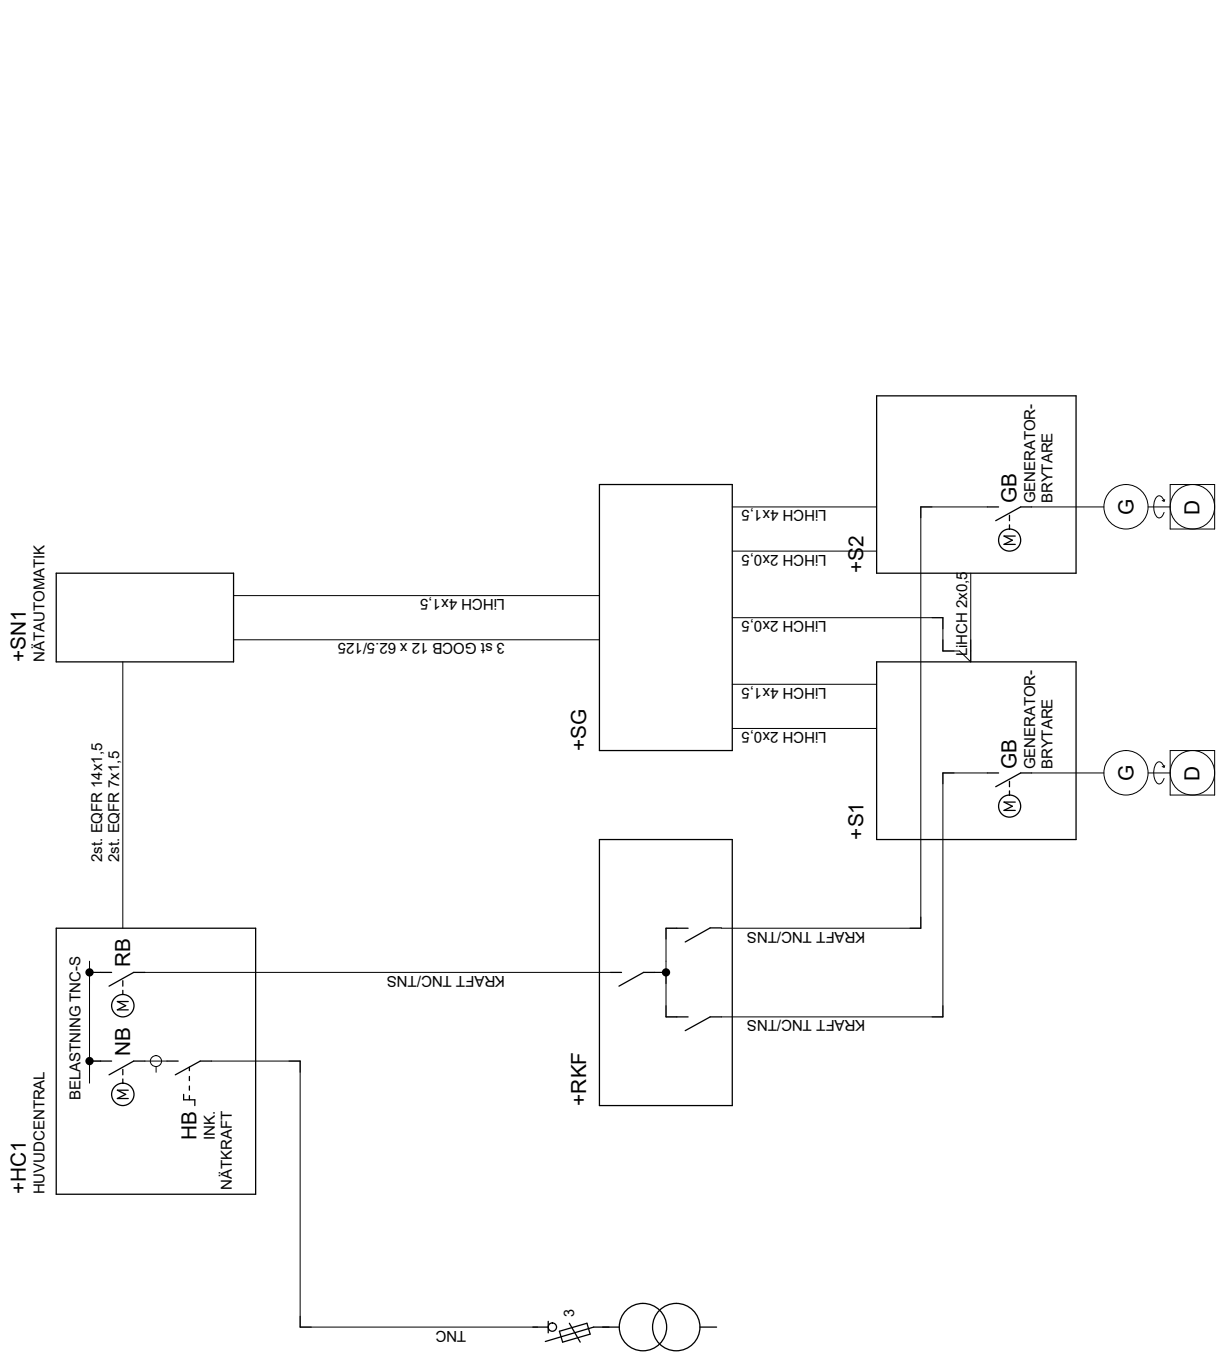 +HC1
HUVUDCENTRAL
BELASTNING TNC-S
NB
RB
M
M
HB
INK.
NÄTKRAFT
2st. EQFR 14x1,5
2st. EQFR 7x1,5
+SN1
NÄTAUTOMATIK
TNC
3
KRAFT TNC/TNS
3 st GOCB 12 x 62.5/125
LiHCH 4x1,5
+RKF
KRAFT TNC/TNS
KRAFT TNC/TNS
+SG
LiHCH 2x0,5
LiHCH 4x1,5
LiHCH 2x0,5
LiHCH 2x0,5
LiHCH 4x1,5
+S1
M
GB
GENERATOR-
BRYTARE
G
D
LiHCH 2x0,5
+S2
M
GB
GENERATOR-
BRYTARE
G
D